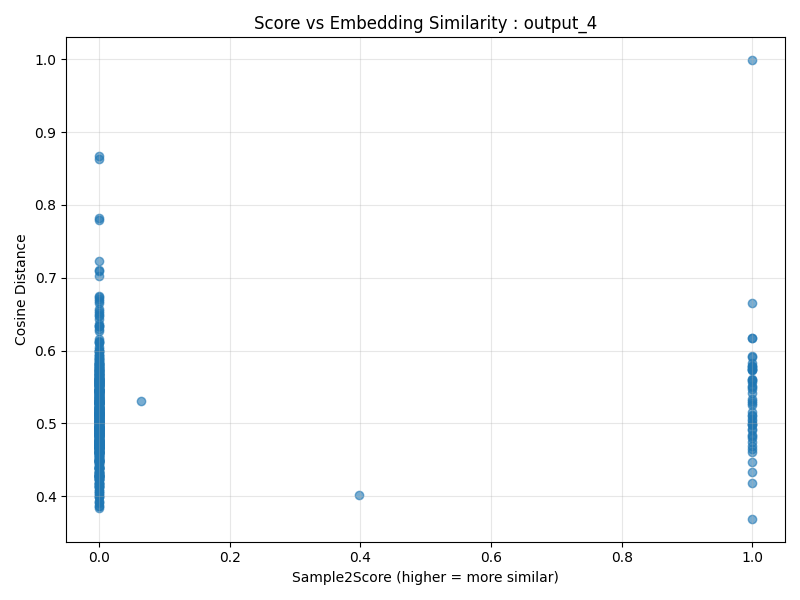 Score vs Embedding Similarity : output_4
Cosine Distance
1.0
0.9
0.8
0.7
0.6
0.5
0.4
0.0 0.2 0.4 0.6 0.8 1.0
Sample2Score (higher = more similar)